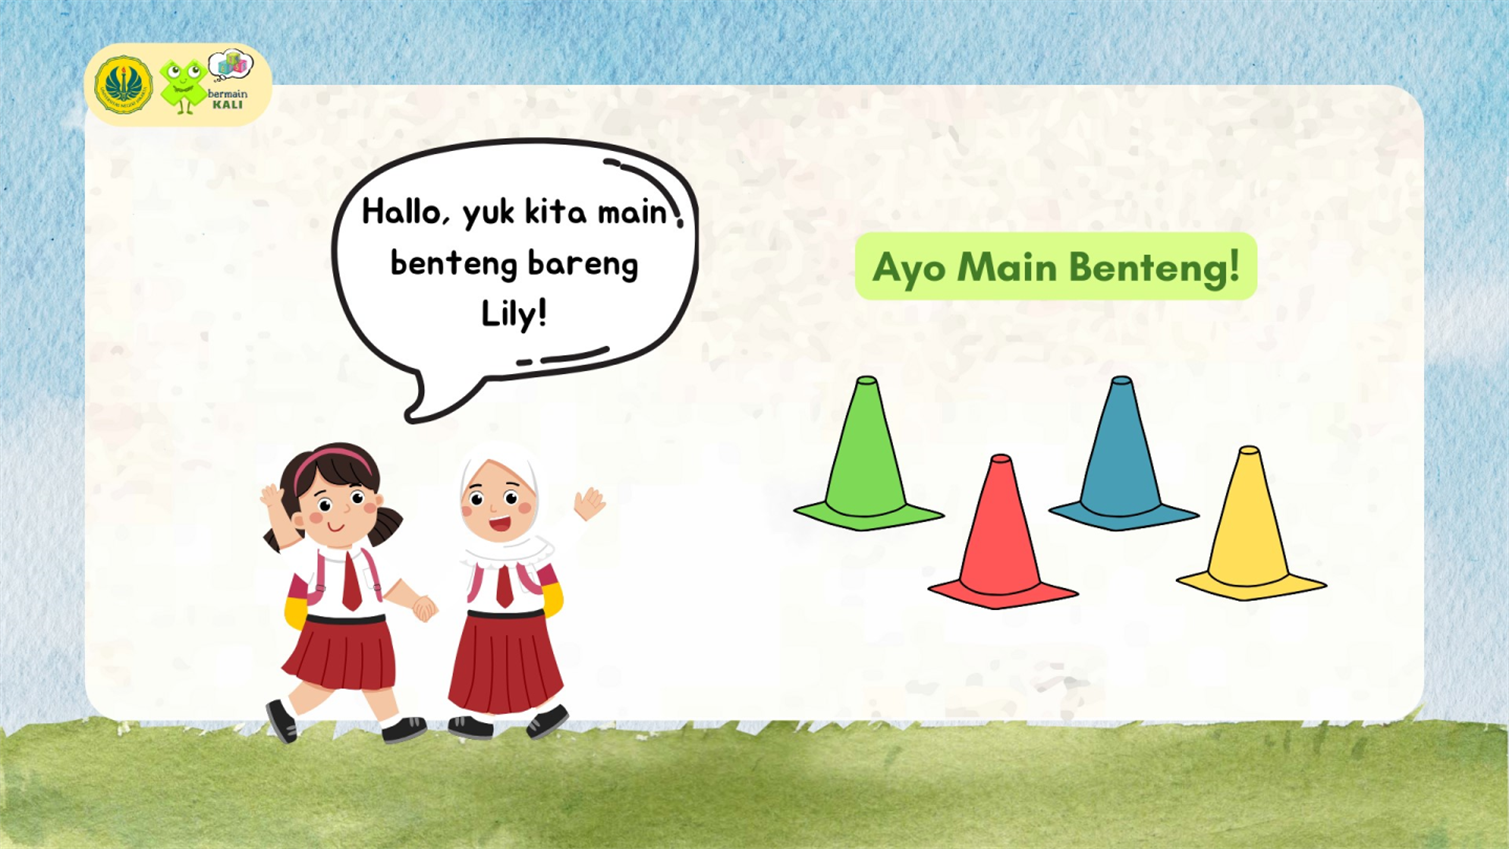 bermain
KALI
Hallo, yuk kita main
benteng bareng
Lily!
Ayo Main Benteng!